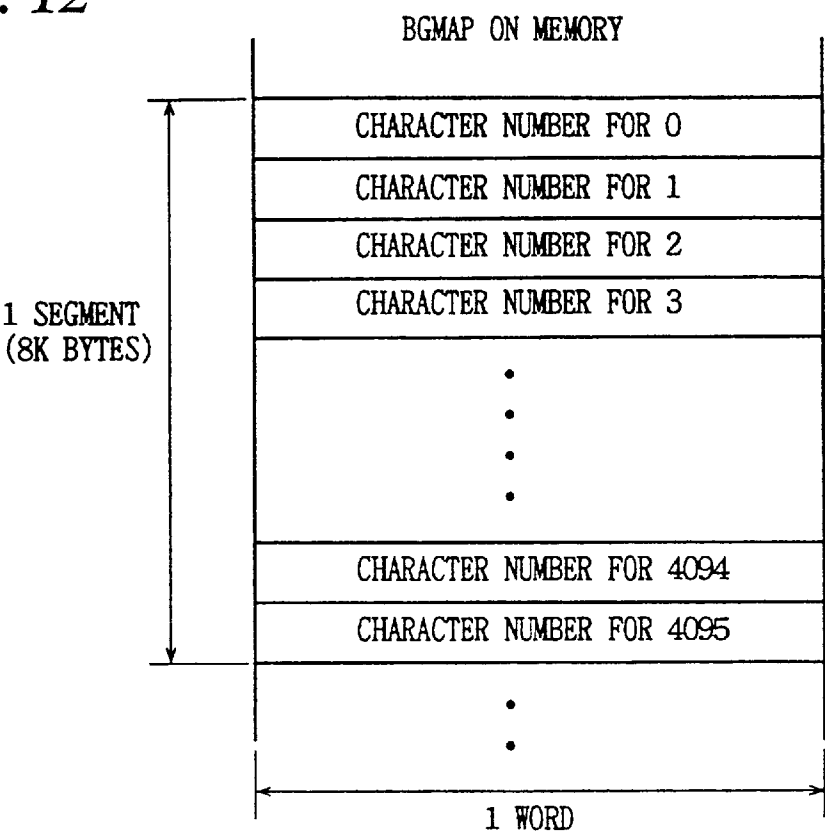 . 12
BGMAP ON MEMORY
CHARACTER NUMBER FOR 0
CHARACTER NUMBER FOR 1
CHARACTER NUMBER FOR 2
CHARACTER NUMBER FOR 3
1 SEGMENT
(8K BYTES)
CHARACTER NUMBER FOR 4094
CHARACTER NUMBER FOR 4095
1 WORD